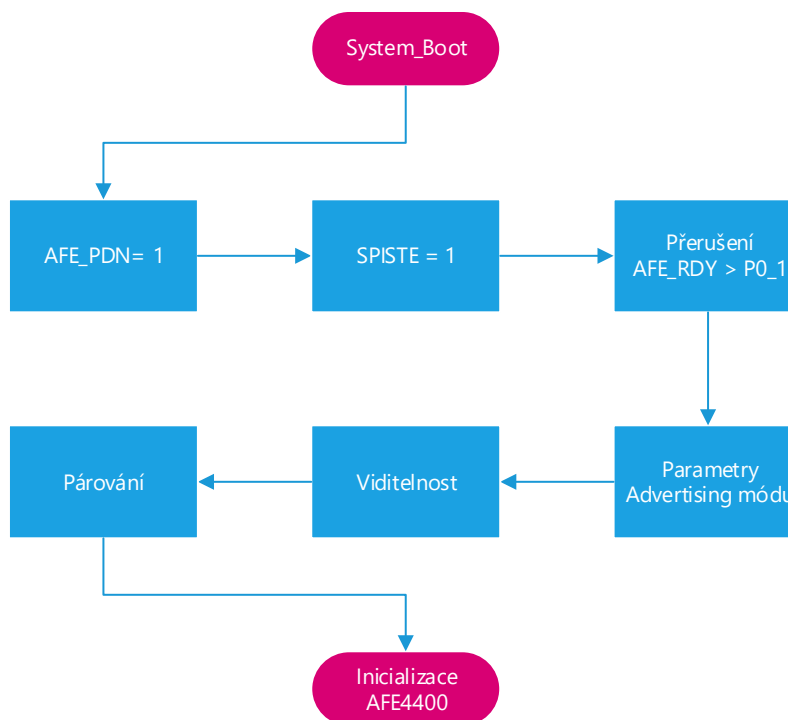 System_Boot
AFE_PDN= 1
SPISTE = 1
Přerušení
AFE_RDY > P0_1
Parametry
Advertising módu
Viditelnost
Párování
Inicializace
AFE4400